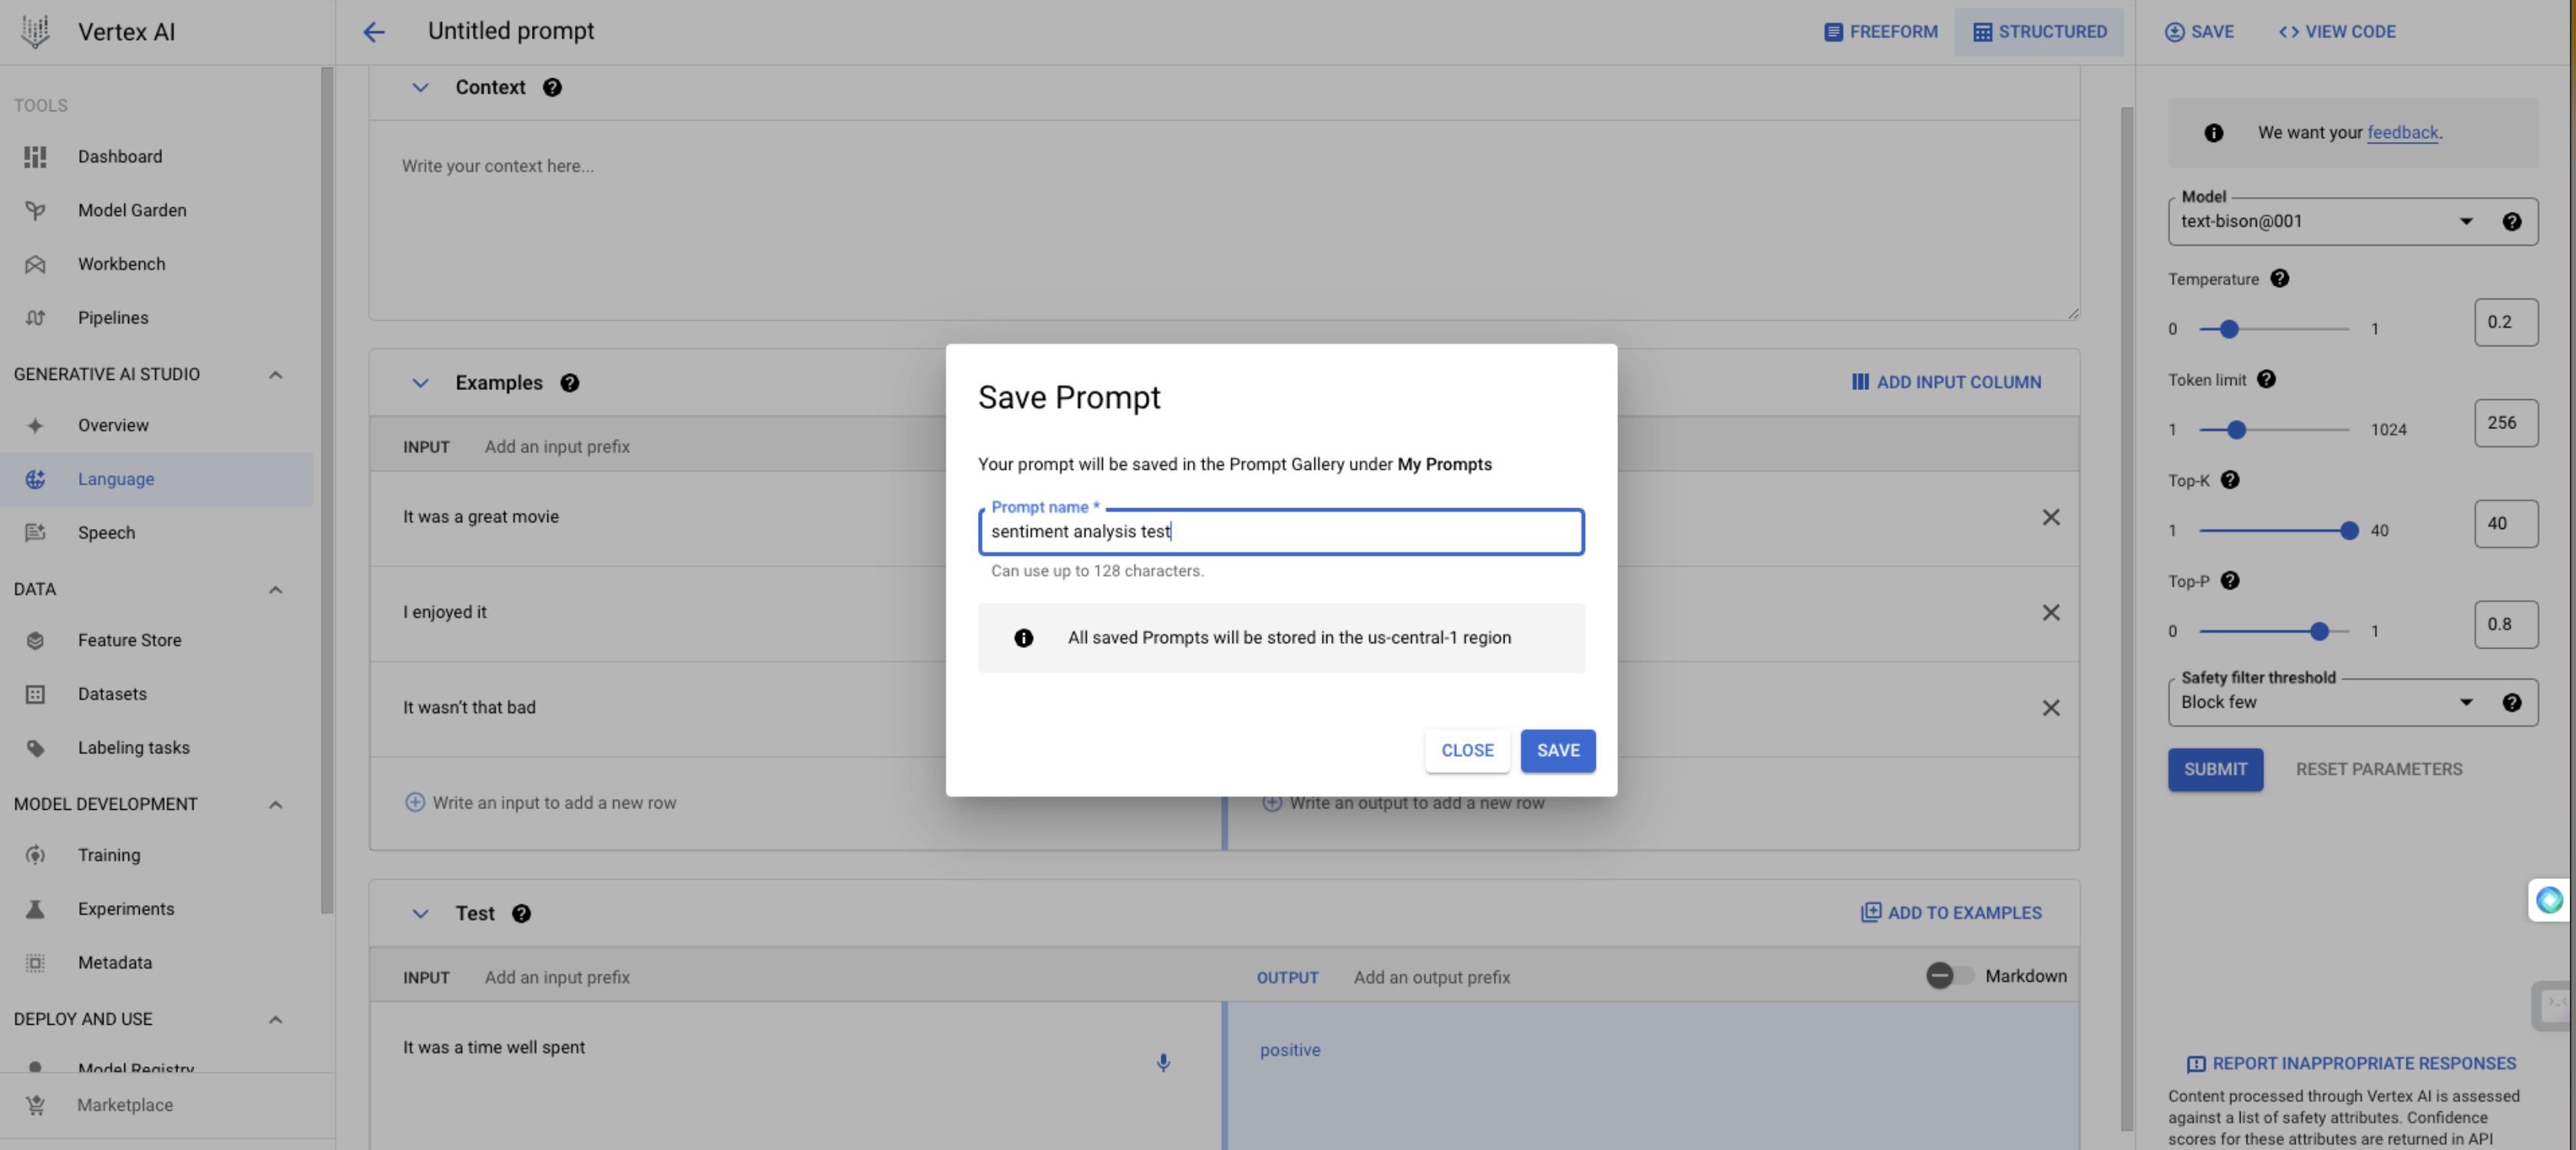 Vertex AI
TOOLS
Dashboard
Model Garden
Workbench
Pipelines
GENERATIVE AI STUDIO
Overview
Language
Speech
DATA
Feature Store
Datasets
Labeling tasks
MODEL DEVELOPMENT
Training
Experiments
Metadata
DEPLOY AND USE
Model Registry
Marketplace
Untitled prompt
FREEFORM
STRUCTURED
SAVE
VIEW CODE
Context
Write your context here...
Examples
ADD INPUT COLUMN
INPUT Add an input prefix
It was a great movie
I enjoyed it
It wasn't that bad
Write an input to add a new row
Write an output to add a new row
Save Prompt
Your prompt will be saved in the Prompt Gallery under My Prompts
Prompt name *
sentiment analysis test
Can use up to 128 characters.
All saved Prompts will be stored in the us-central-1 region
CLOSE
SAVE
Test
ADD TO EXAMPLES
INPUT Add an input prefix
OUTPUT Add an output prefix
Markdown
It was a time well spent
positive
We want your feedback.
Model
text-bison@001
Temperature
0 1 0.2
Token limit
1 1024 256
Top-K
1 40 40
Top-P
0 1 0.8
Safety filter threshold
Block few
SUBMIT
RESET PARAMETERS
REPORT INAPPROPRIATE RESPONSES
Content processed through Vertex AI is assessed
against a list of safety attributes. Confidence
scores for these attributes are returned in API